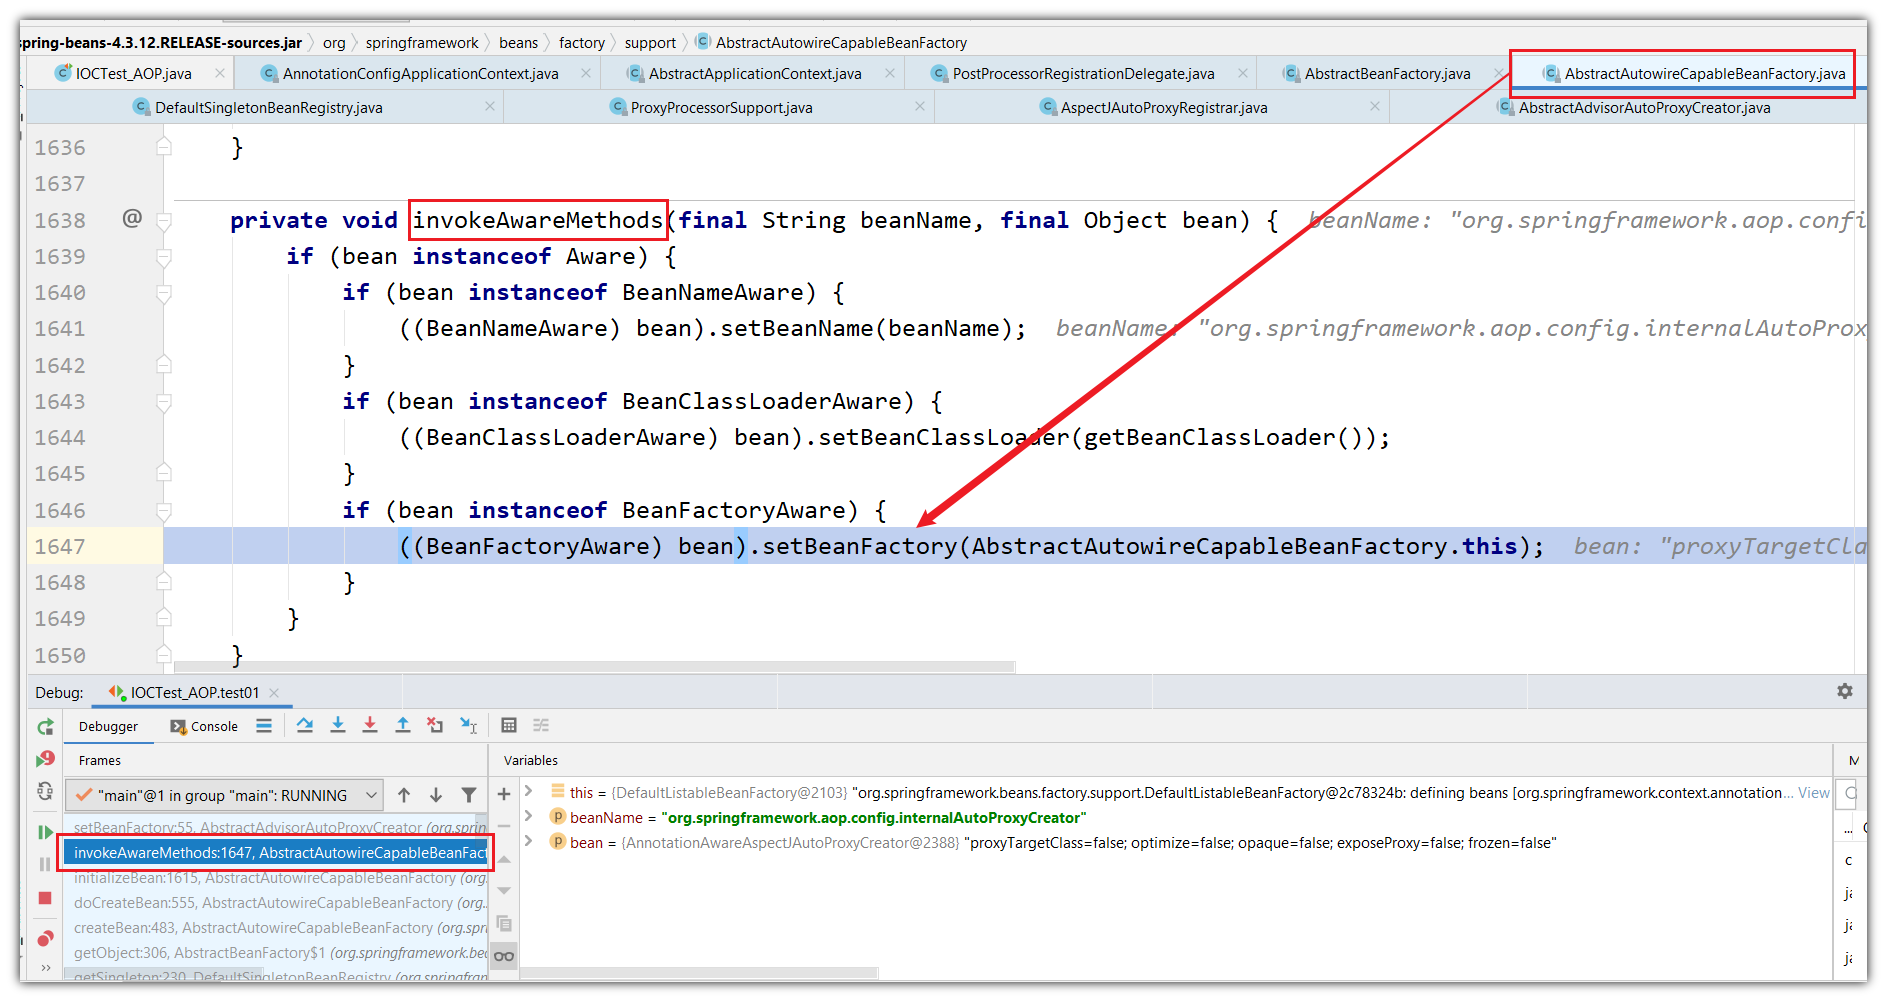 spring-beans-4.3.12.RELEASE-sources.jar org springframework beans factory support AbstractAutowireCapableBeanFactory
IOCTest_AOP.java AnnotationConfigApplicationContext.java AbstractApplicationContext.java PostProcessorRegistrationDelegate.java AbstractBeanFactory.java AbstractAutowireCapableBeanFactory.java
DefaultSingletonBeanRegistry.java ProxyProcessorSupport.java AspectJAutoProxyRegistrar.java AbstractAdvisorAutoProxyCreator.java
1636 }
1637
1638 @ private void invokeAwareMethods(final String beanName, final Object bean) { beanName: "org.springframework.aop.confi
1639 if (bean instanceof Aware) {
1640 if (bean instanceof BeanNameAware) {
1641 ((BeanNameAware) bean).setBeanName(beanName); beanName: "org.springframework.aop.config.internalAutoProx
1642 }
1643 if (bean instanceof BeanClassLoaderAware) {
1644 ((BeanClassLoaderAware) bean).setBeanClassLoader(getBeanClassLoader());
1645 }
1646 if (bean instanceof BeanFactoryAware) {
1647 ((BeanFactoryAware) bean).setBeanFactory(AbstractAutowireCapableBeanFactory.this); bean: "proxyTargetCla
1648 }
1649 }
1650 }
Debug: IOCTest_AOP.test01
Debugger Console
Frames Variables
"main"@1 in group "main": RUNNING
setBeanFactory:55, AbstractAdvisorAutoProxyCreator (org.sprin
invokeAwareMethods:1647, AbstractAutowireCapableBeanFact
initializeBean:1615, AbstractAutowireCapableBeanFactory (org.
doCreateBean:555, AbstractAutowireCapableBeanFactory (org.
createBean:483, AbstractAutowireCapableBeanFactory (org.spr
getObject:306, AbstractBeanFactory$1 (org.springframework.be
getSingleton:230, DefaultSingletonBeanRegistry (org.springfram
this = {DefaultListableBeanFactory@2103} "org.springframework.beans.factory.support.DefaultListableBeanFactory@2c78324b: defining beans [org.springframework.context.annotation... View
beanName = "org.springframework.aop.config.internalAutoProxyCreator"
bean = {AnnotationAwareAspectJAutoProxyCreator@2388} "proxyTargetClass=false; optimize=false; opaque=false; exposeProxy=false; frozen=false"